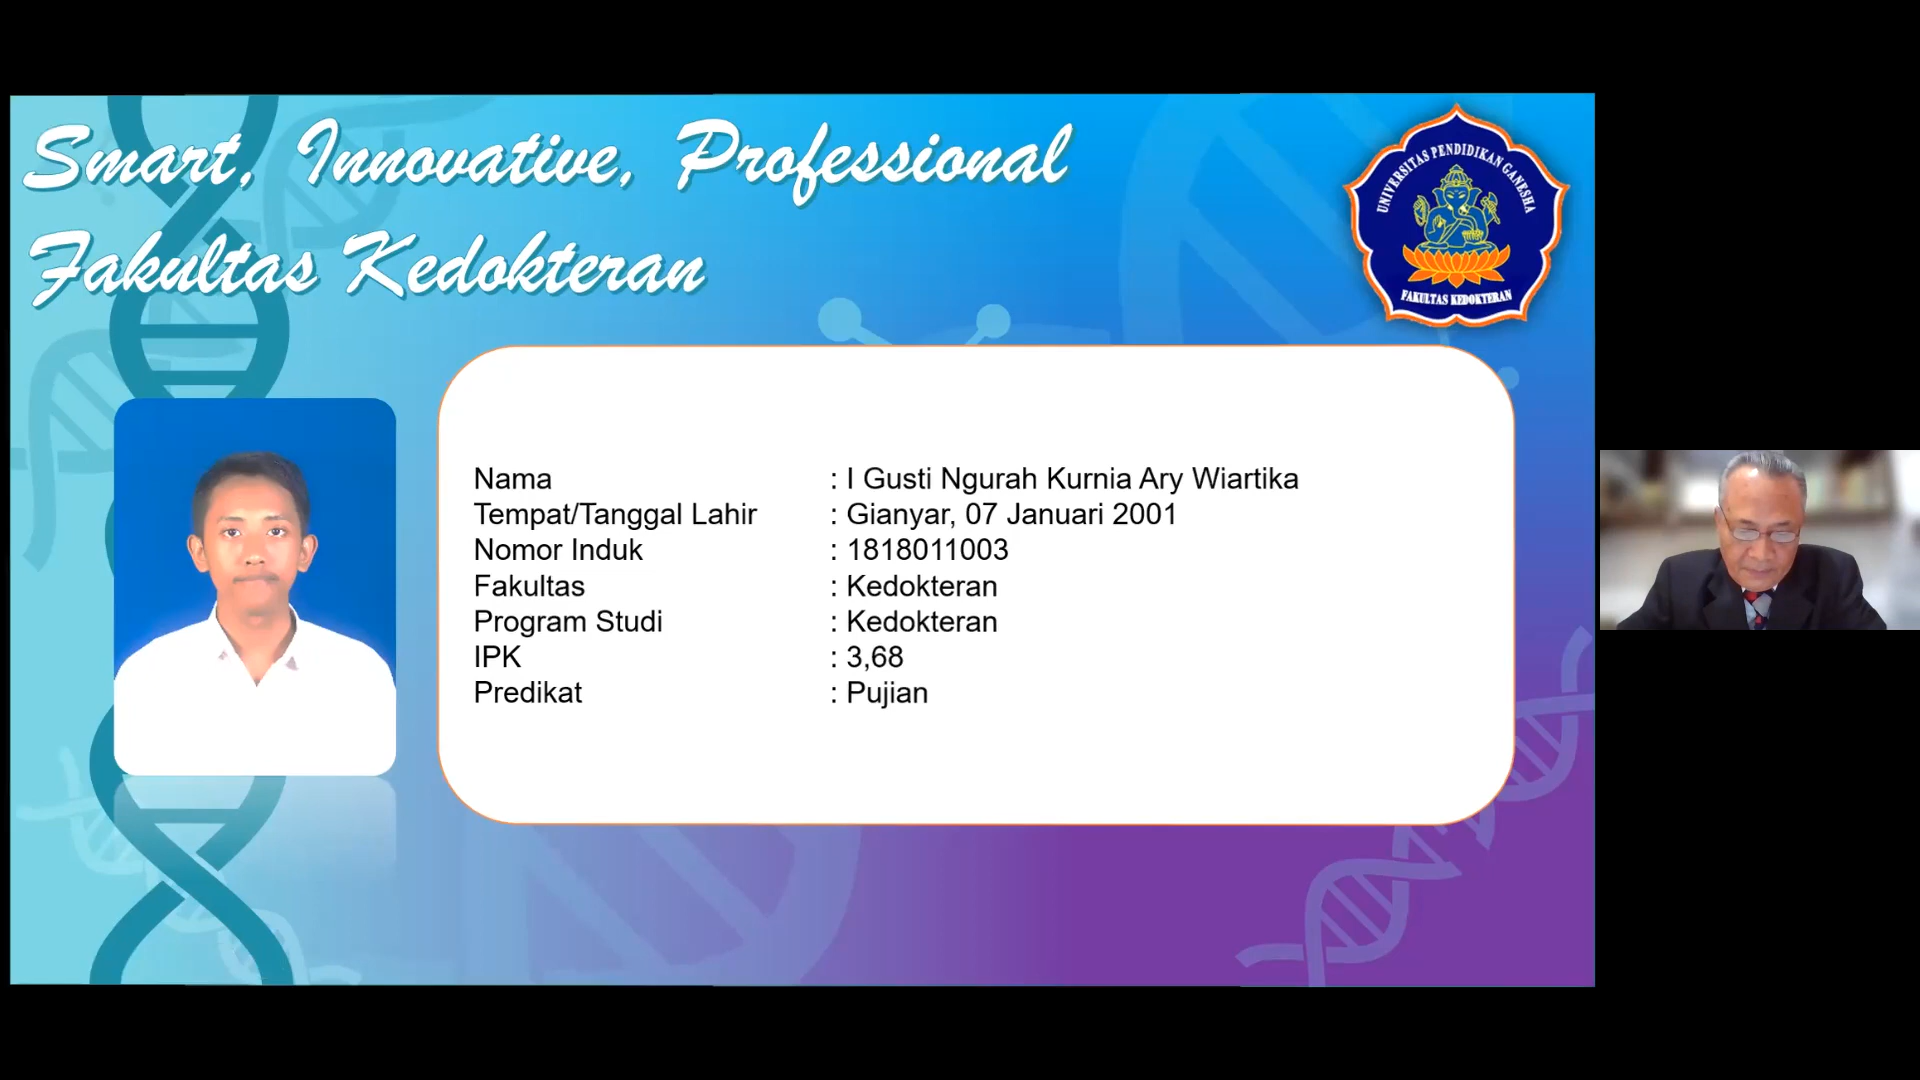 Smart, Innovative, Professional
Fakultas Kedokteran
UNIVERSITAS PENDIDIKAN GANESHA
FAKULTAS KEDOKTERAN
Nama : I Gusti Ngurah Kurnia Ary Wiartika
Tempat/Tanggal Lahir : Gianyar, 07 Januari 2001
Nomor Induk : 1818011003
Fakultas : Kedokteran
Program Studi : Kedokteran
IPK : 3,68
Predikat : Pujian